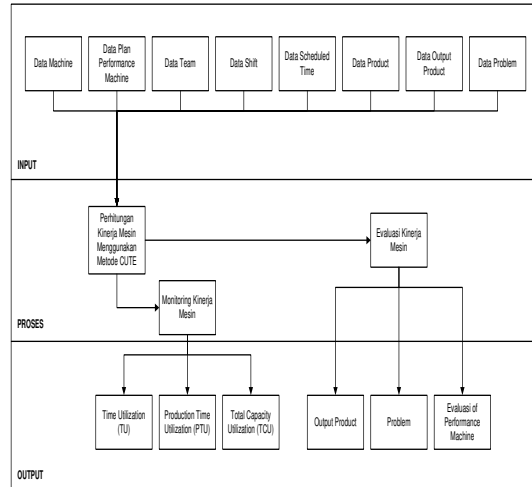 Data Machine
Data Plan
Performance
Machine
Data Team
Data Shift
Data Scheduled
Time
Data Product
Data Output
Product
Data Problem
INPUT
Perhitungan
Kinerja Mesin
Menggunakan
Metode CUTE
Evaluasi Kinerja
Mesin
Monitoring Kinerja
Mesin
PROSES
Time Utilization
(TU)
Production Time
Utilization (PTU)
Total Capacity
Utilization (TCU)
Output Product
Problem
Evaluasi of
Performance
Machine
OUTPUT